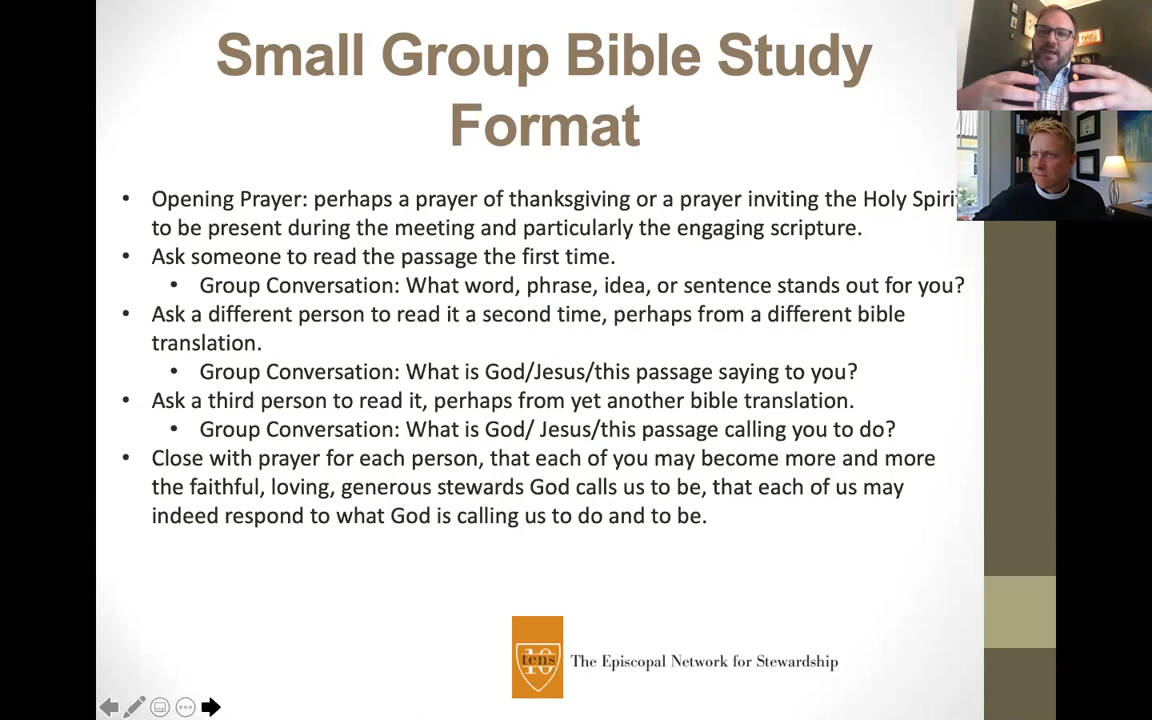 Small Group Bible Study
Format
• Opening Prayer: perhaps a prayer of thanksgiving or a prayer inviting the Holy Spiri
to be present during the meeting and particularly the engaging scripture.
• Ask someone to read the passage the first time.
• Group Conversation: What word, phrase, idea, or sentence stands out for you?
• Ask a different person to read it a second time, perhaps from a different bible
translation.
• Group Conversation: What is God/Jesus/this passage saying to you?
• Ask a third person to read it, perhaps from yet another bible translation.
• Group Conversation: What is God/ Jesus/this passage calling you to do?
• Close with prayer for each person, that each of you may become more and more
the faithful, loving, generous stewards God calls us to be, that each of us may
indeed respond to what God is calling us to do and to be.
tens
10
The Episcopal Network for Stewardship